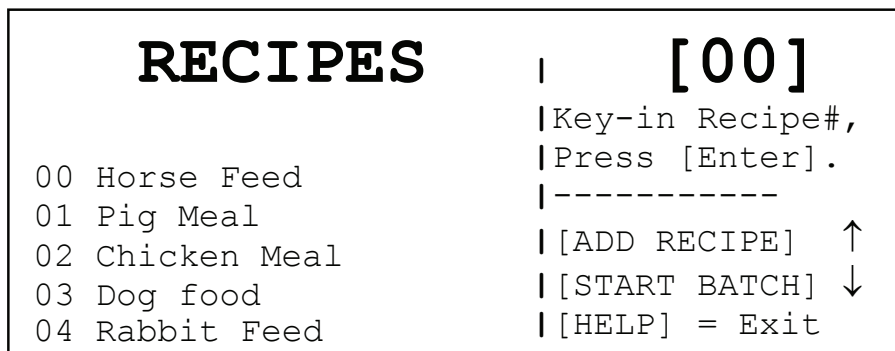 RECIPES
00 Horse Feed
01 Pig Meal
02 Chicken Meal
03 Dog food
04 Rabbit Feed
[00]
Key-in Recipe#,
Press [Enter].
-----------
[ADD RECIPE] ↑
[START BATCH] ↓
[HELP] = Exit